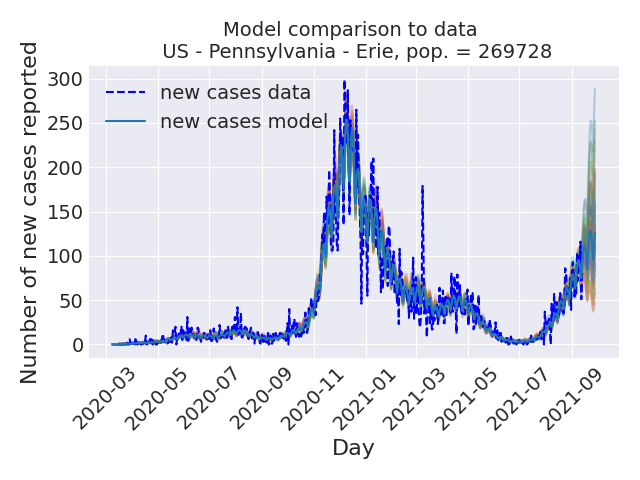 Model comparison to data
US - Pennsylvania - Erie, pop. = 269728
Number of new cases reported
300
250
200
150
100
50
0
new cases data
new cases model
2020-03
2020-05
2020-07
2020-09
2020-11
2021-01
2021-03
2021-05
2021-07
2021-09
Day